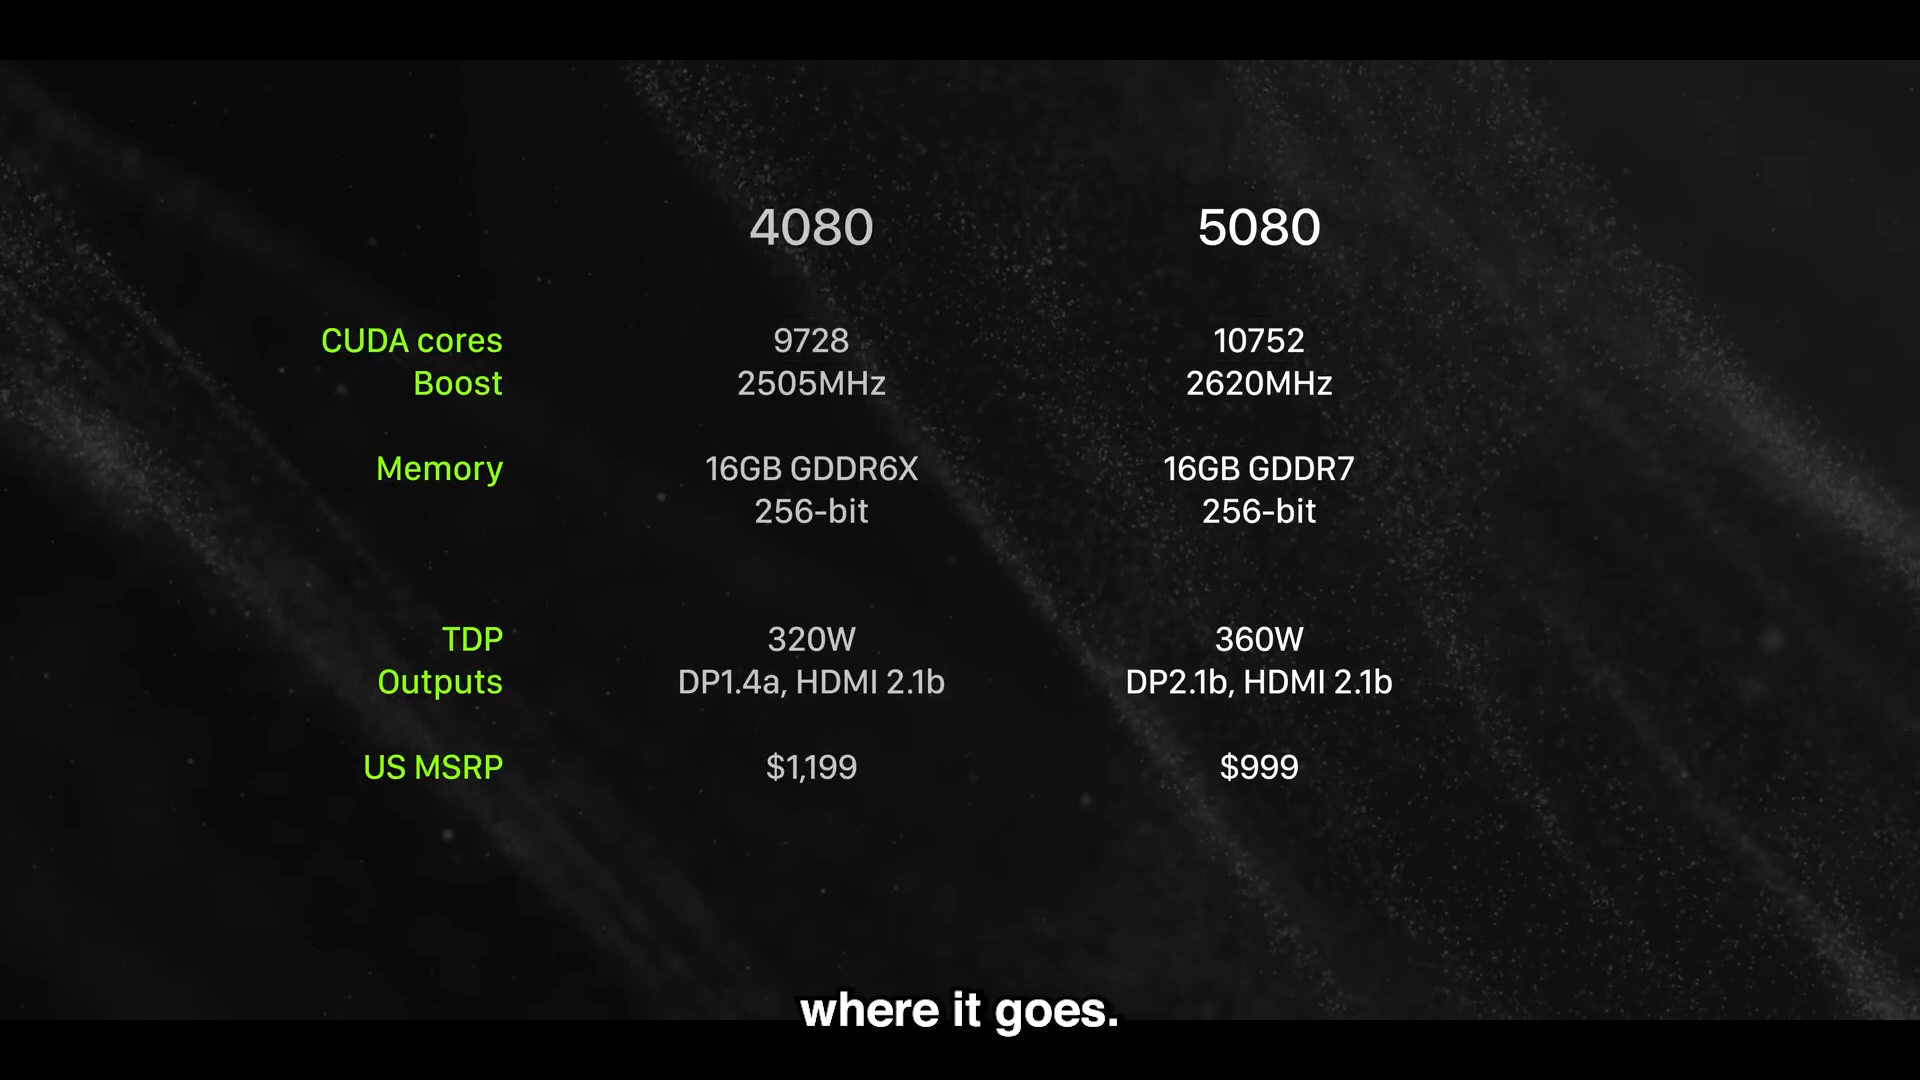 4080 5080
CUDA cores 9728 10752
Boost 2505MHz 2620MHz
Memory 16GB GDDR6X 16GB GDDR7
256-bit 256-bit
TDP 320W 360W
Outputs DP1.4a, HDMI 2.1b DP2.1b, HDMI 2.1b
US MSRP $1,199 $999
where it goes.